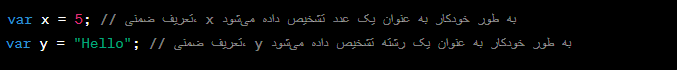 var x = 5; // تعریف ضمنی، x به طور خودکار به عنوان یک عدد تشخیص داده می‌شود
var y = "Hello"; // تعریف ضمنی، y به طور خودکار به عنوان یک رشته تشخیص داده می‌شود